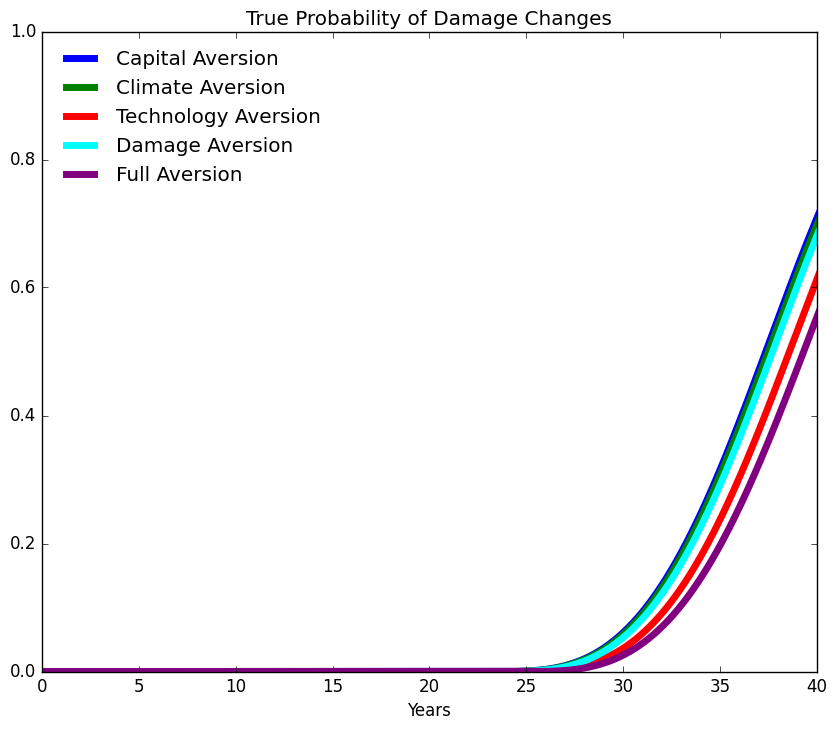 True Probability of Damage Changes
1.0
Capital Aversion
Climate Aversion
Technology Aversion
Damage Aversion
Full Aversion
0.8
0.6
0.4
0.2
0.0
0 5 10 15 20 25 30 35 40
Years